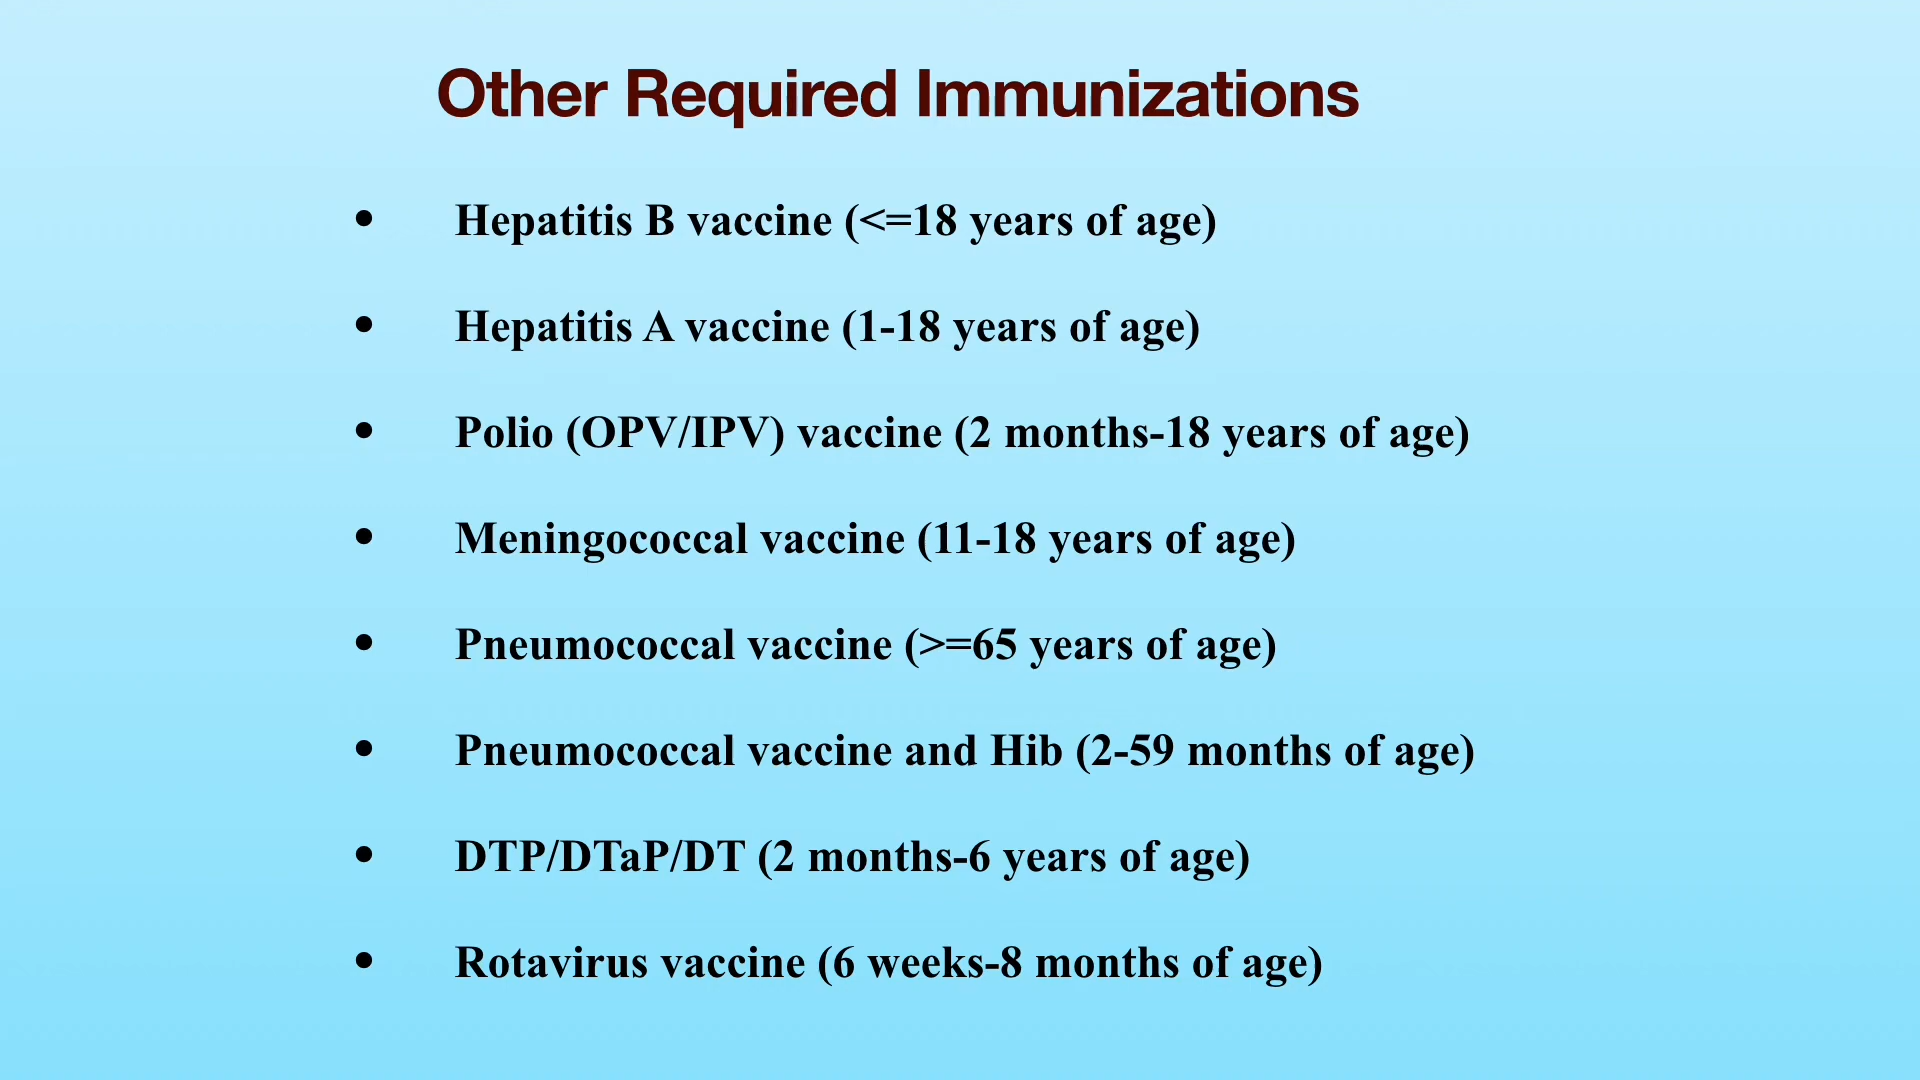 Other Required Immunizations
• Hepatitis B vaccine (<=18 years of age)
• Hepatitis A vaccine (1-18 years of age)
• Polio (OPV/IPV) vaccine (2 months-18 years of age)
• Meningococcal vaccine (11-18 years of age)
• Pneumococcal vaccine (>=65 years of age)
• Pneumococcal vaccine and Hib (2-59 months of age)
• DTP/DTaP/DT (2 months-6 years of age)
• Rotavirus vaccine (6 weeks-8 months of age)